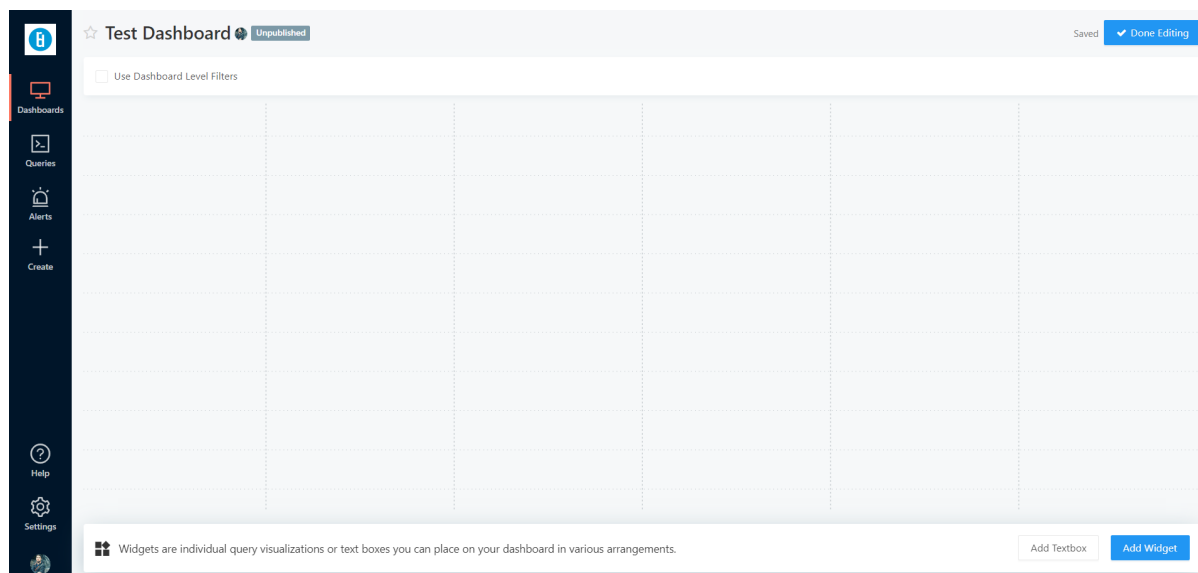 Test Dashboard Unpublished
Saved
Done Editing
Use Dashboard Level Filters
Dashboards
Queries
Alerts
Create
Help
Settings
Widgets are individual query visualizations or text boxes you can place on your dashboard in various arrangements.
Add Textbox
Add Widget